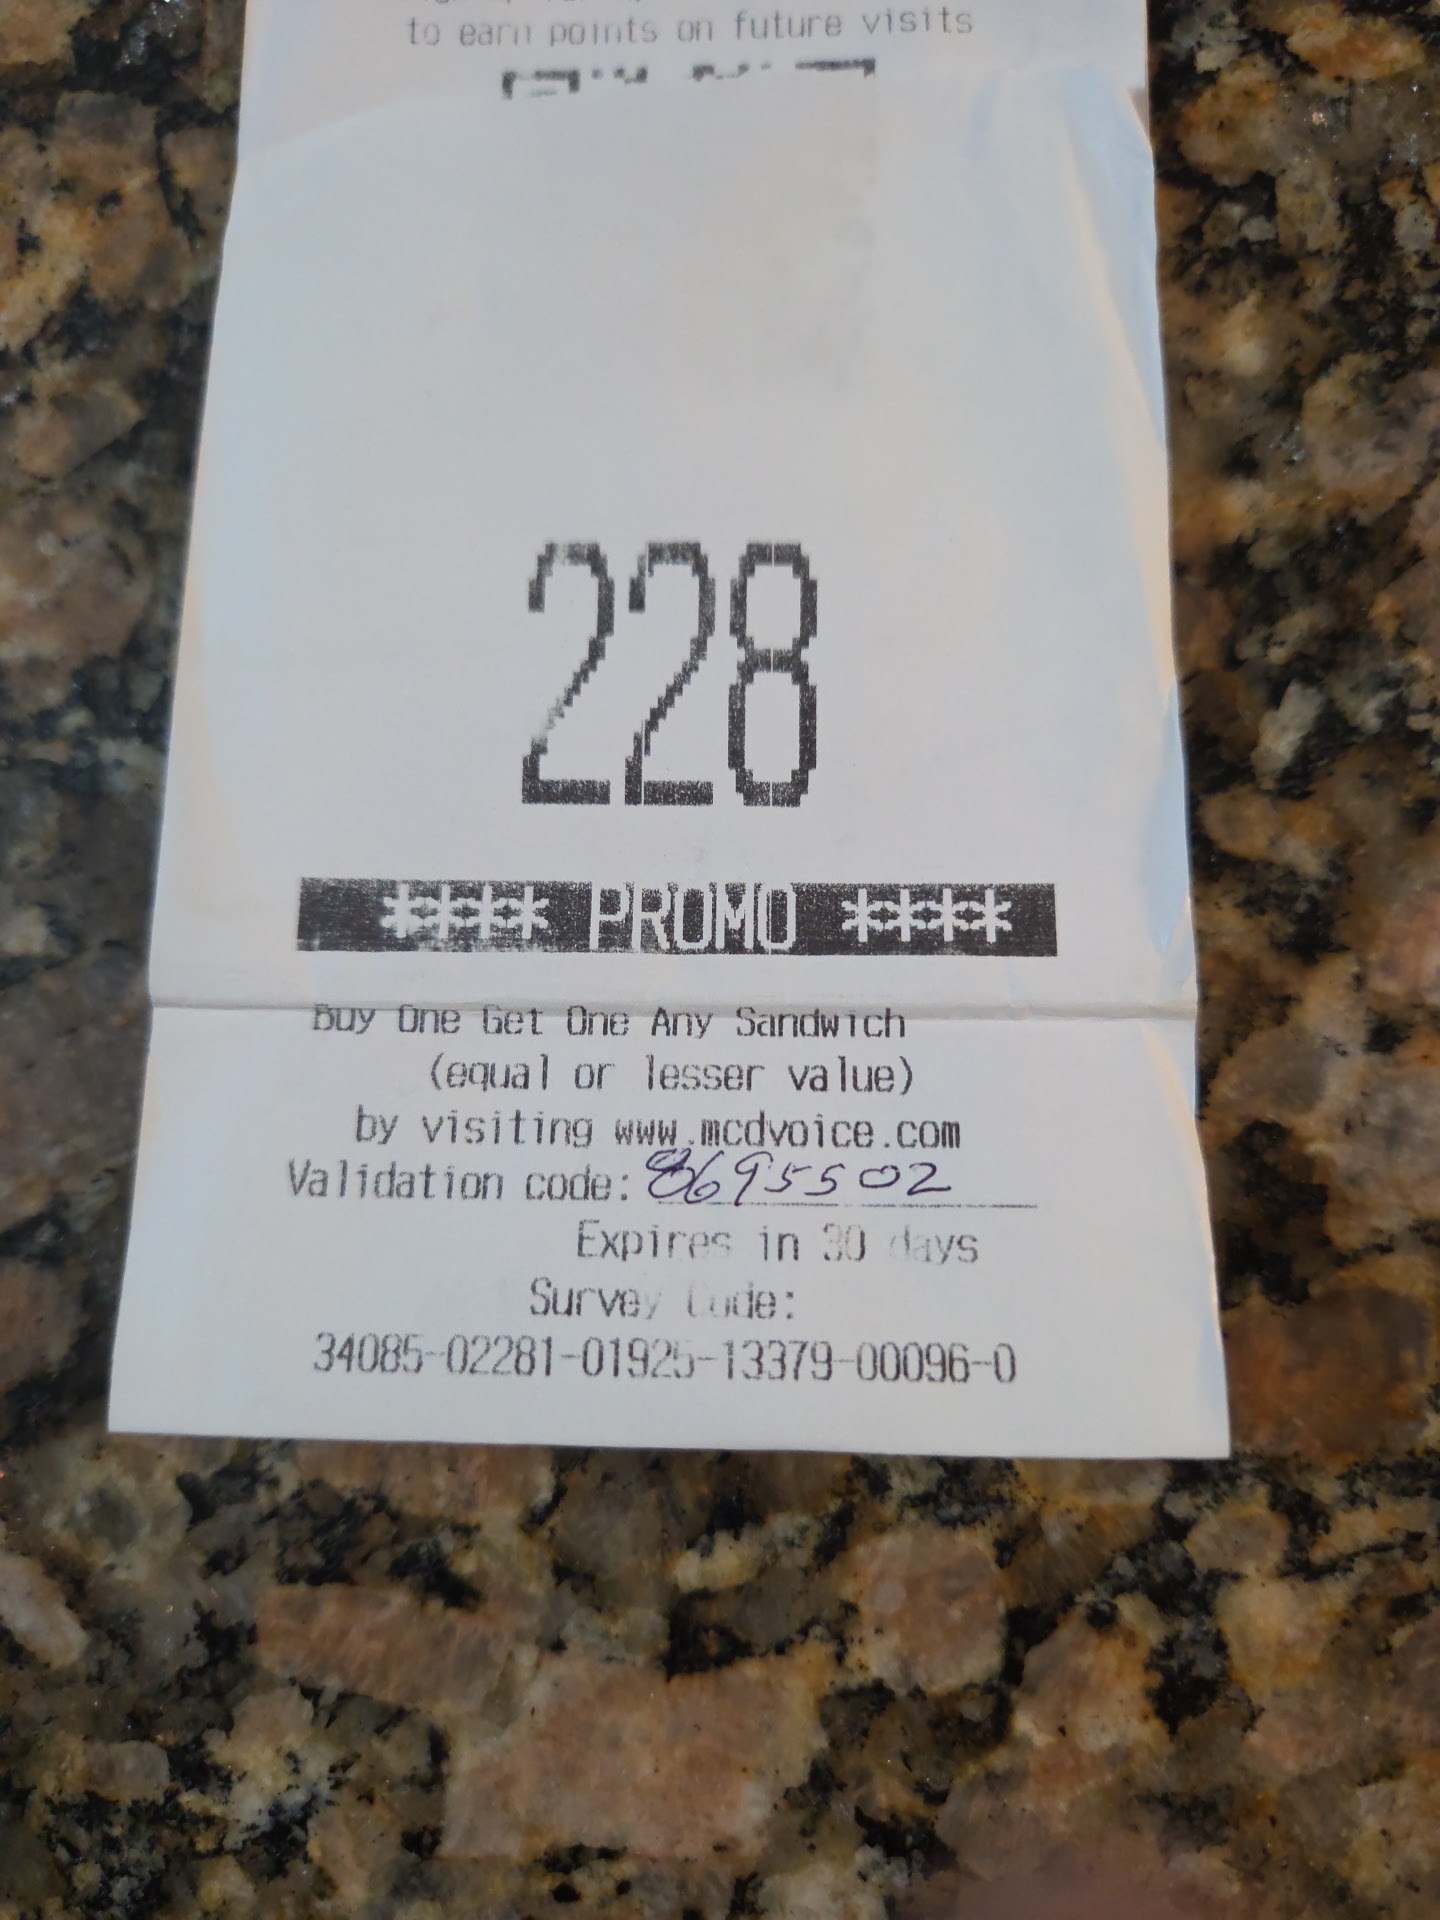 to earn points on future visits
228
**** PROMO ****
Buy One Get One Any Sandwich
(equal or lesser value)
by visiting www.mcdvoice.com
Validation code: 8695502
Expires in 30 days
Survey Code:
34085-02281-01925-13379-00096-0